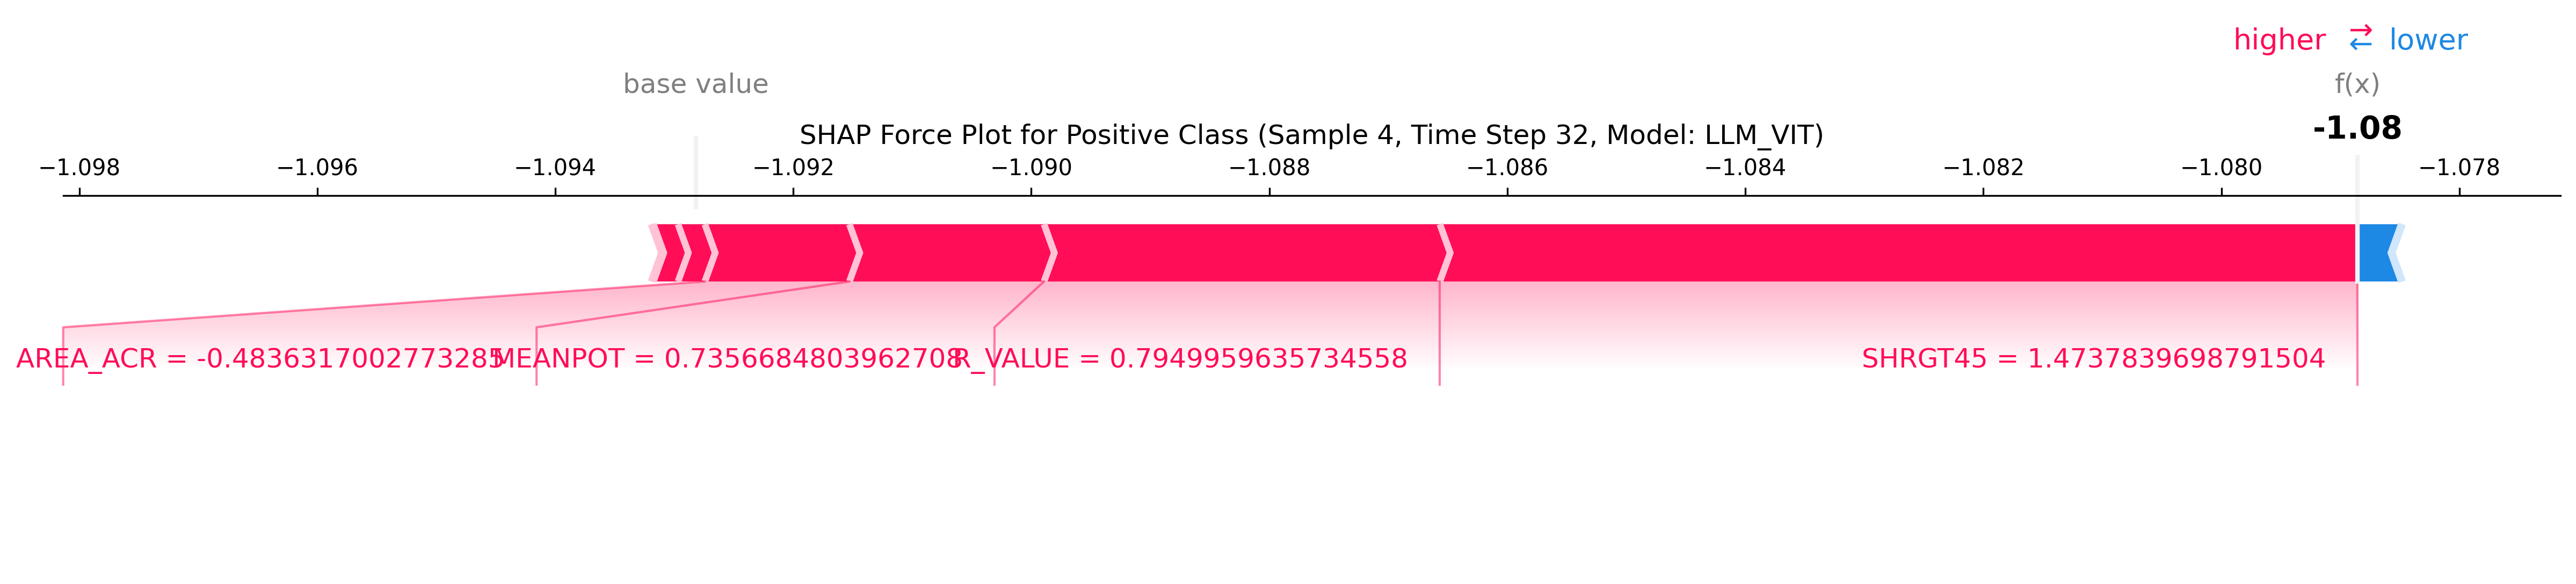 higher ⇄ lower
base value f(x)
SHAP Force Plot for Positive Class (Sample 4, Time Step 32, Model: LLM_VIT) -1.08
−1.098 −1.096 −1.094 −1.092 −1.090 −1.088 −1.086 −1.084 −1.082 −1.080 −1.078
AREA_ACR = -0.4836317002773285 MEANPOT = 0.7356684803962708 R_VALUE = 0.7949959635734558 SHRGT45 = 1.4737839698791504